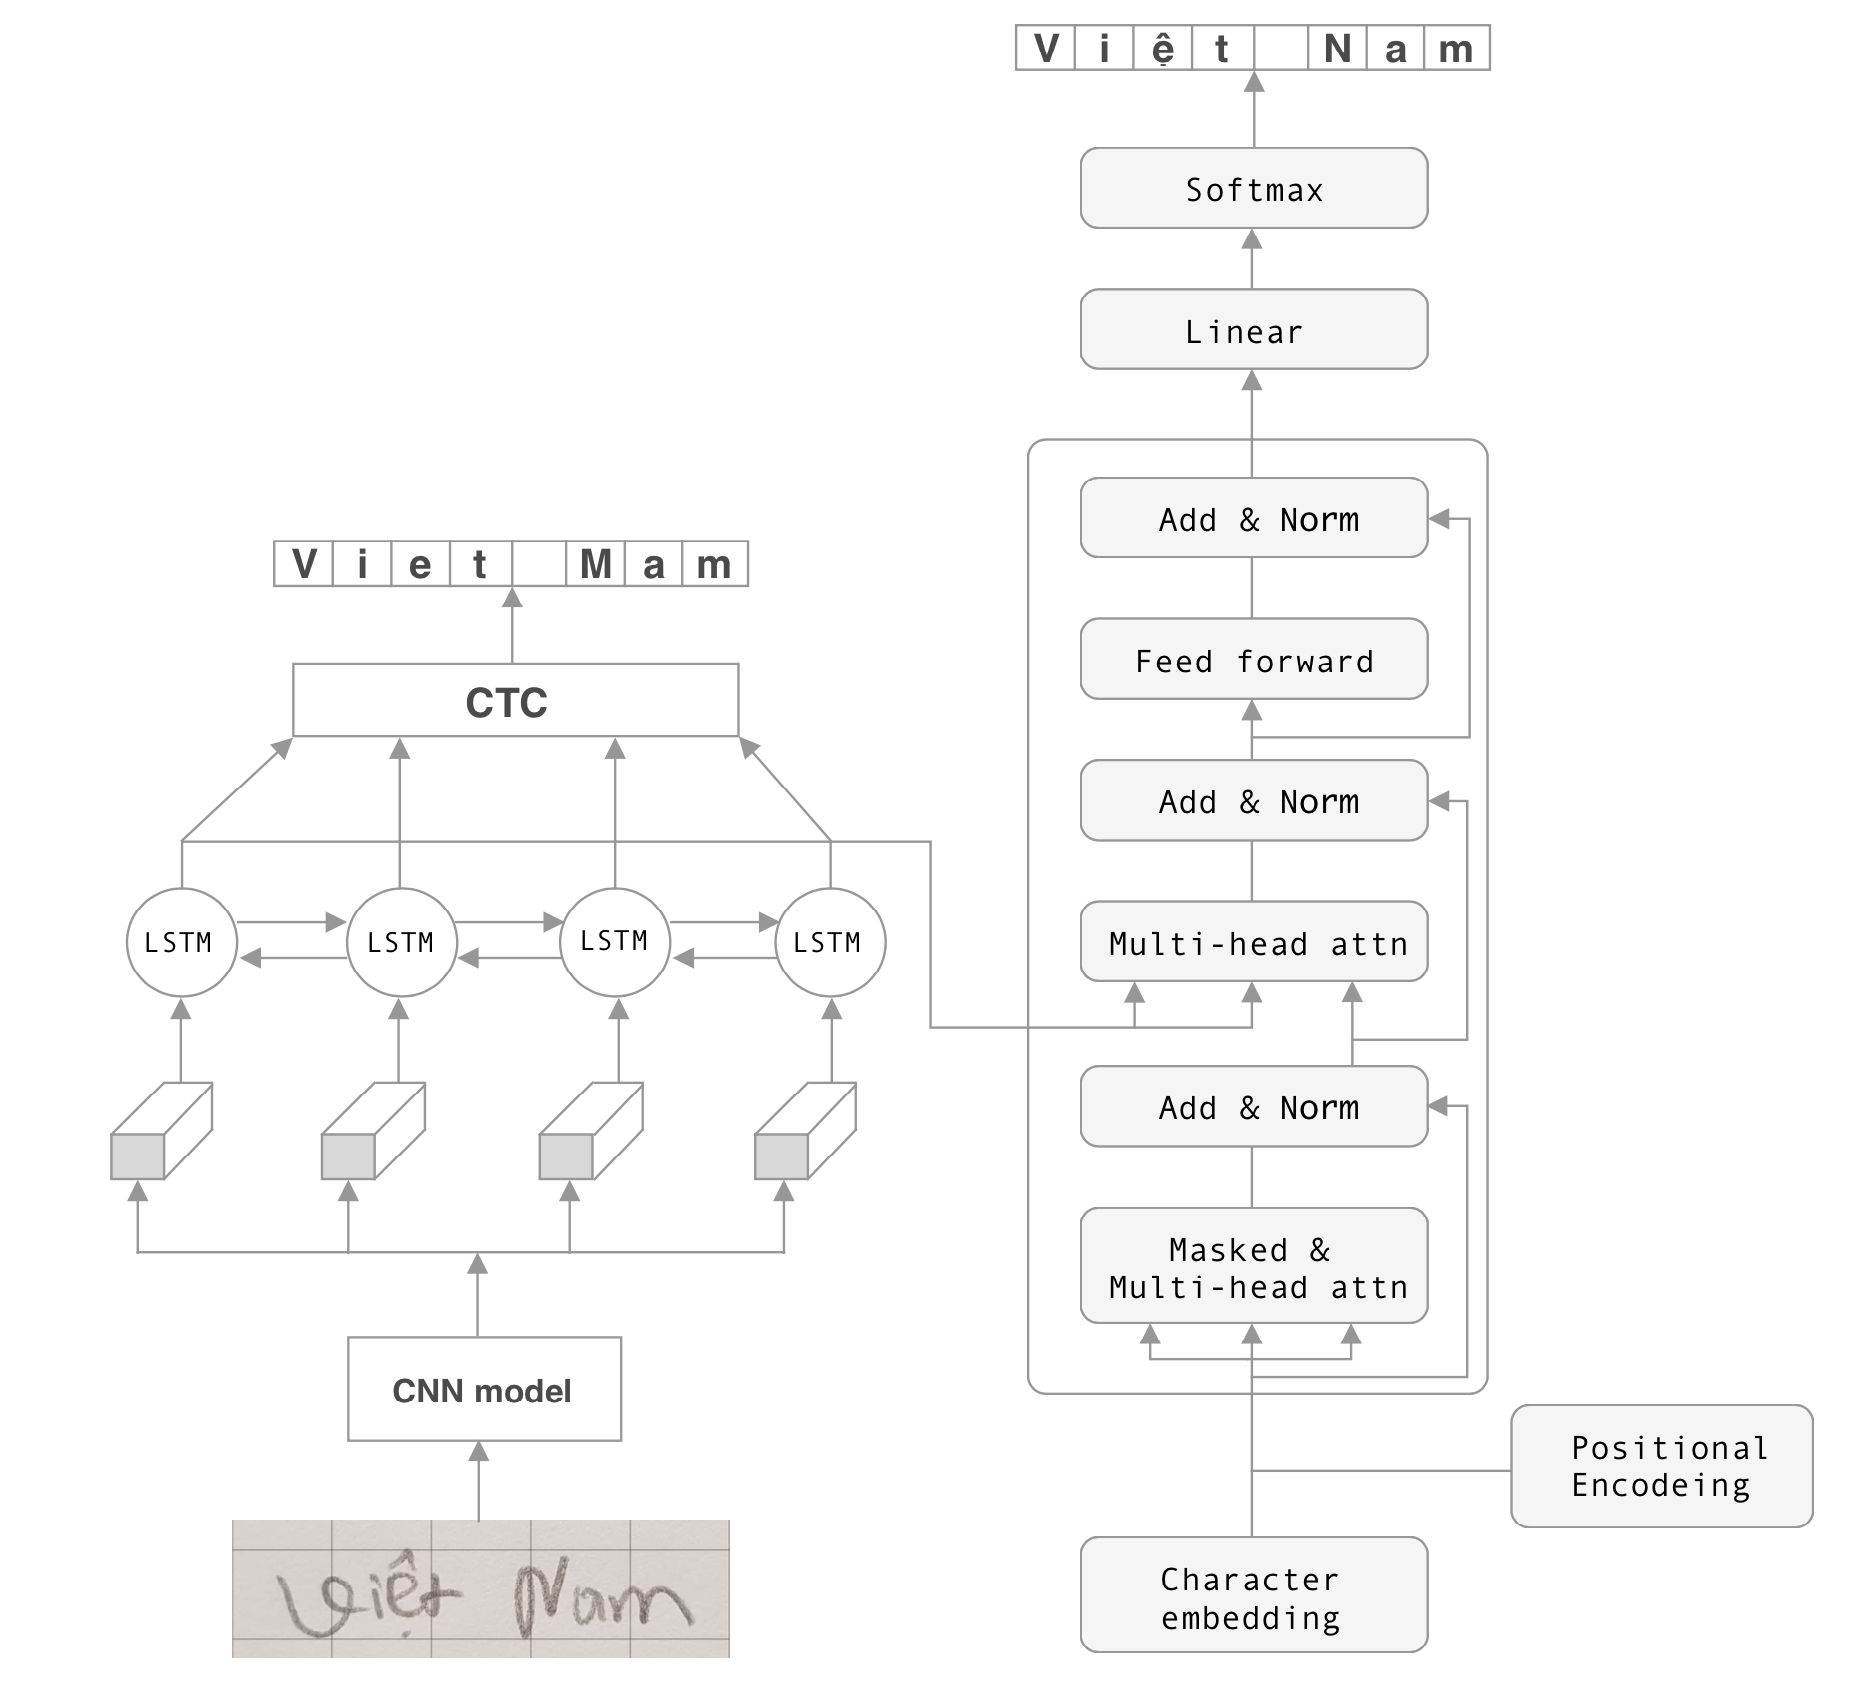 V i ệ t N a m
Softmax
Linear
Add & Norm
Feed forward
Add & Norm
Multi-head attn
Add & Norm
Masked &
Multi-head attn
Positional
Encodeing
Character
embedding
V i e t M a m
CTC
LSTM LSTM LSTM LSTM
CNN model
Việt Nam